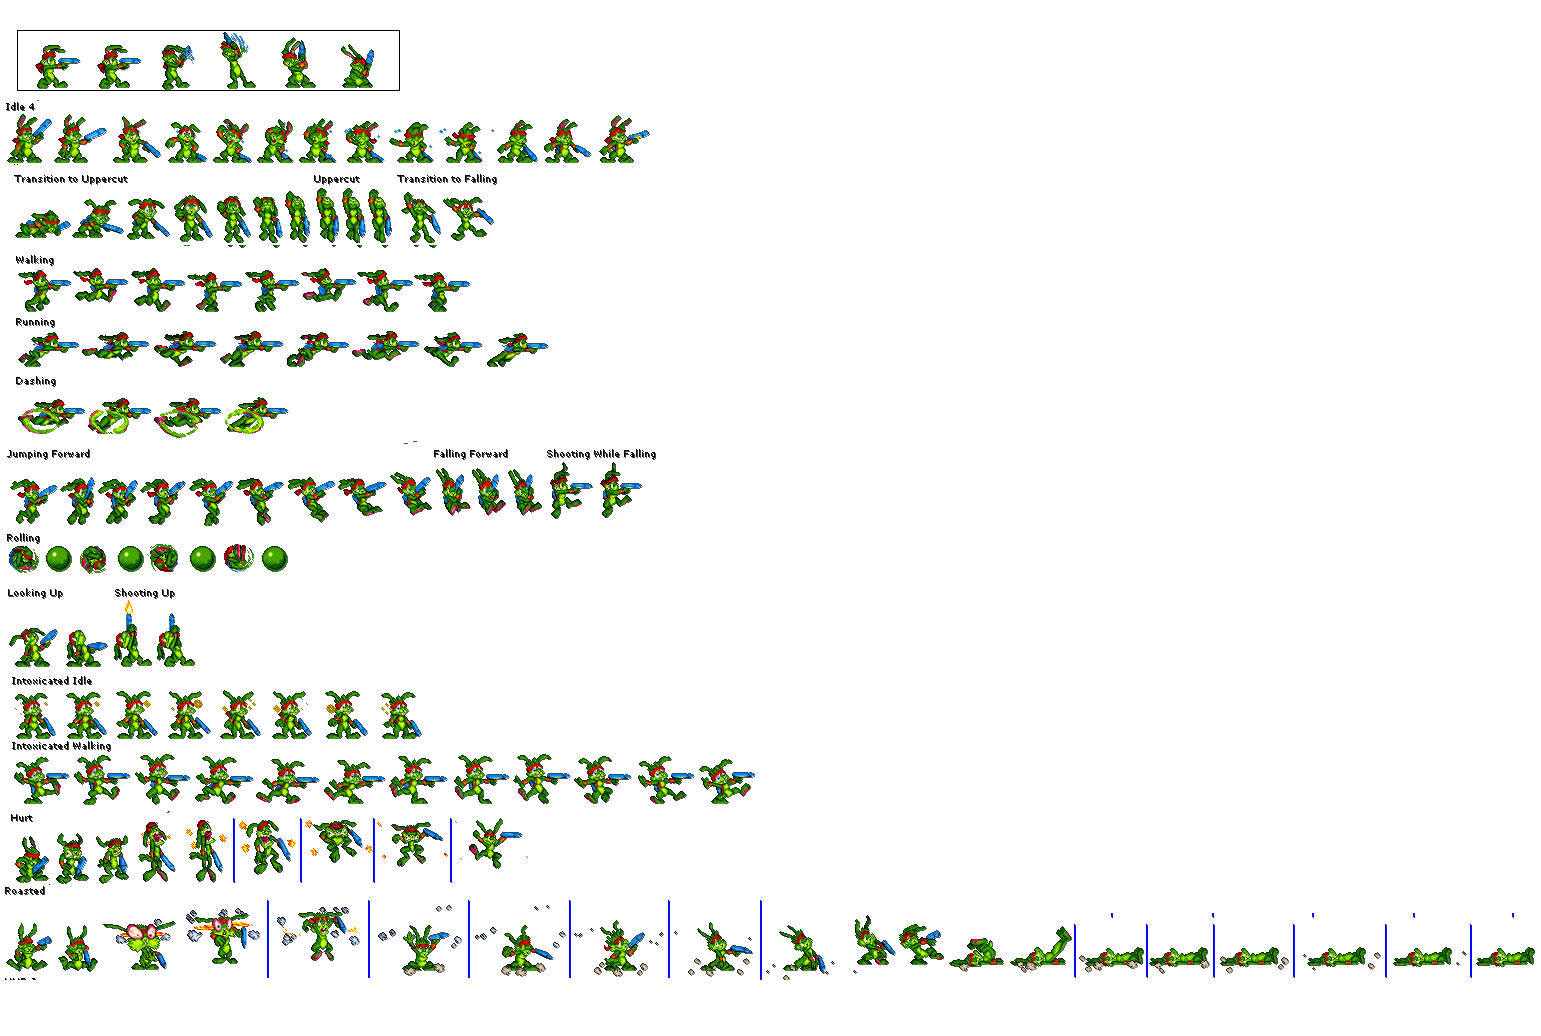 Idle 4
Transition to Uppercut
Uppercut
Transition to Falling
Walking
Running
Dashing
Jumping Forward
Falling Forward
Shooting While Falling
Rolling
Looking Up
Shooting Up
Intoxicated Idle
Intoxicated Walking
Hurt
Roasted